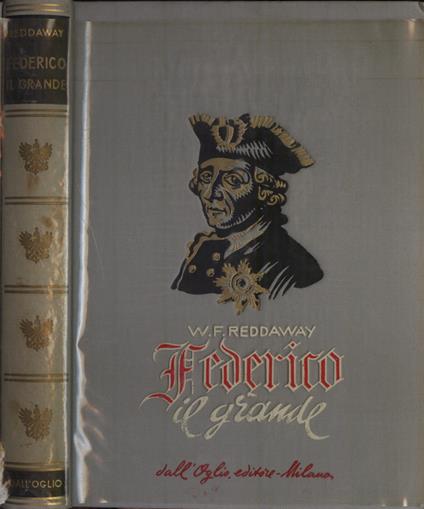 REDDAWAY
FEDERICO
IL GRANDE
DALL'OGLIO
W. F. REDDAWAY
Federico
il grande
dall'Oglio, editore - Milano